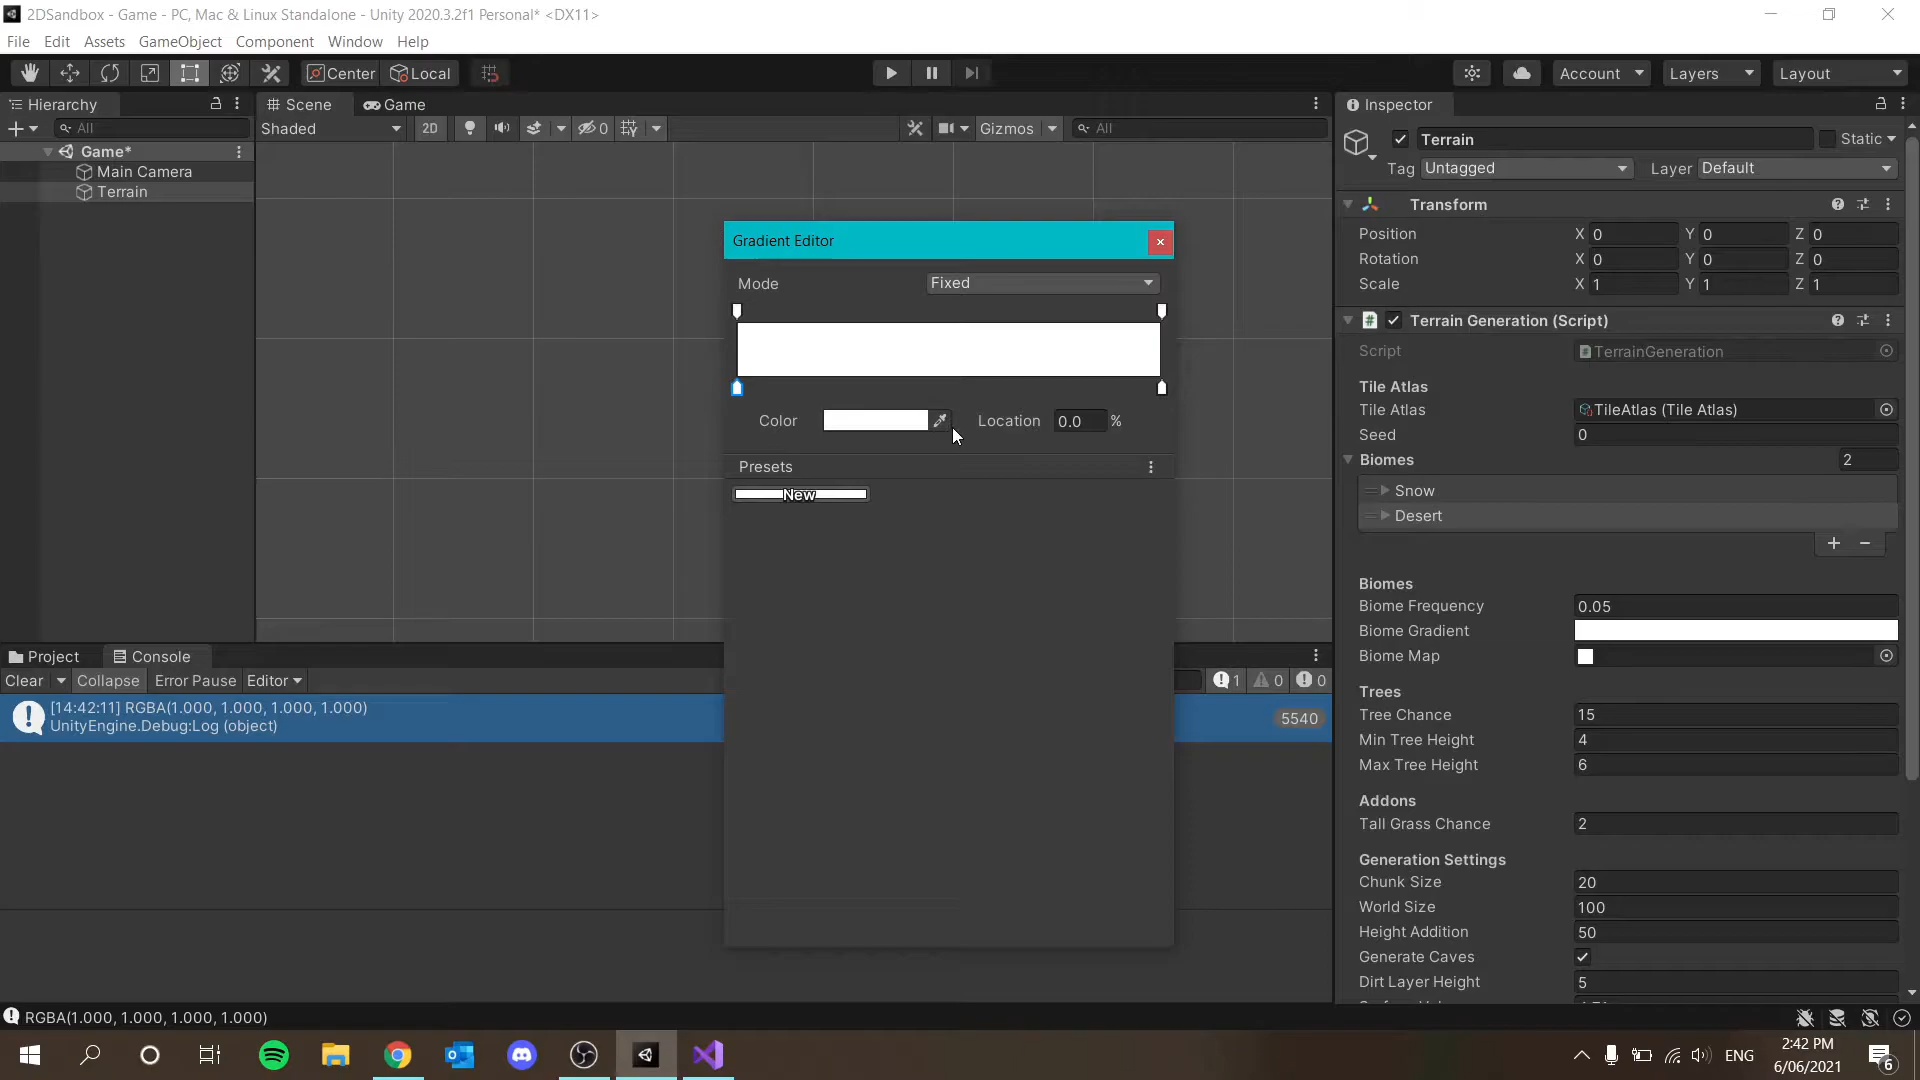 2DSandbox - Game - PC, Mac & Linux Standalone - Unity 2020.3.2f1 Personal* <DX11>
File Edit Assets GameObject Component Window Help
Center Local Account Layers Layout
Hierarchy
All
Game*
Main Camera
Terrain
Scene Game
Shaded 2D 0 Gizmos All
Gradient Editor
Mode Fixed
Color Location 0.0 %
Presets
New
Inspector
Terrain Static
Tag Untagged Layer Default
Transform
Position X 0 Y 0 Z 0
Rotation X 0 Y 0 Z 0
Scale X 1 Y 1 Z 1
# Terrain Generation (Script)
Script TerrainGeneration
Tile Atlas
Tile Atlas TileAtlas (Tile Atlas)
Seed 0
Biomes 2
Snow
Desert
Biomes
Biome Frequency 0.05
Biome Gradient
Biome Map
Trees
Tree Chance 15
Min Tree Height 4
Max Tree Height 6
Addons
Tall Grass Chance 2
Generation Settings
Chunk Size 20
World Size 100
Height Addition 50
Generate Caves
Dirt Layer Height 5
Project Console
Clear Collapse Error Pause Editor 1 0 0
[14:42:11] RGBA(1.000, 1.000, 1.000, 1.000)
UnityEngine.Debug:Log (object)
5540
RGBA(1.000, 1.000, 1.000, 1.000)
ENG
2:42 PM
6/06/2021
6